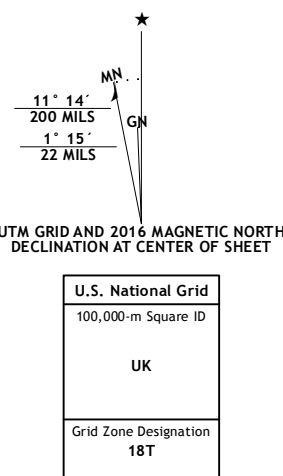 ★
MN
GN
11° 14´
200 MILS
1° 15´
22 MILS
UTM GRID AND 2016 MAGNETIC NORTH
DECLINATION AT CENTER OF SHEET
U.S. National Grid
100,000-m Square ID
UK
Grid Zone Designation
18T